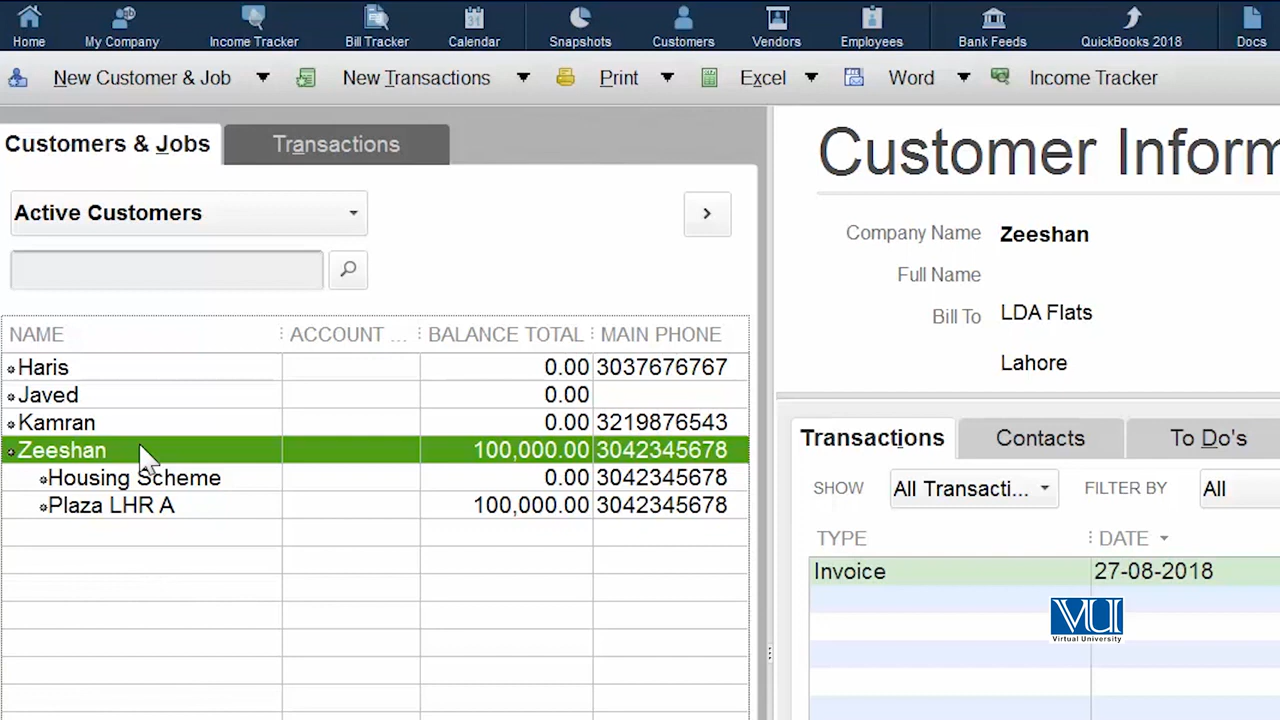 Home My Company Income Tracker Bill Tracker Calendar Snapshots Customers Vendors Employees Bank Feeds QuickBooks 2018 Docs
New Customer & Job New Transactions Print Excel Word Income Tracker
Customers & Jobs Transactions
Active Customers
NAME ACCOUNT ... BALANCE TOTAL MAIN PHONE
Haris 0.00 3037676767
Javed 0.00
Kamran 0.00 3219876543
Zeeshan 100,000.00 3042345678
Housing Scheme 0.00 3042345678
Plaza LHR A 100,000.00 3042345678
Customer Inform
Company Name Zeeshan
Full Name
Bill To LDA Flats
Lahore
Transactions Contacts To Do's
SHOW All Transacti... FILTER BY All
TYPE DATE
Invoice 27-08-2018
VU
Virtual University